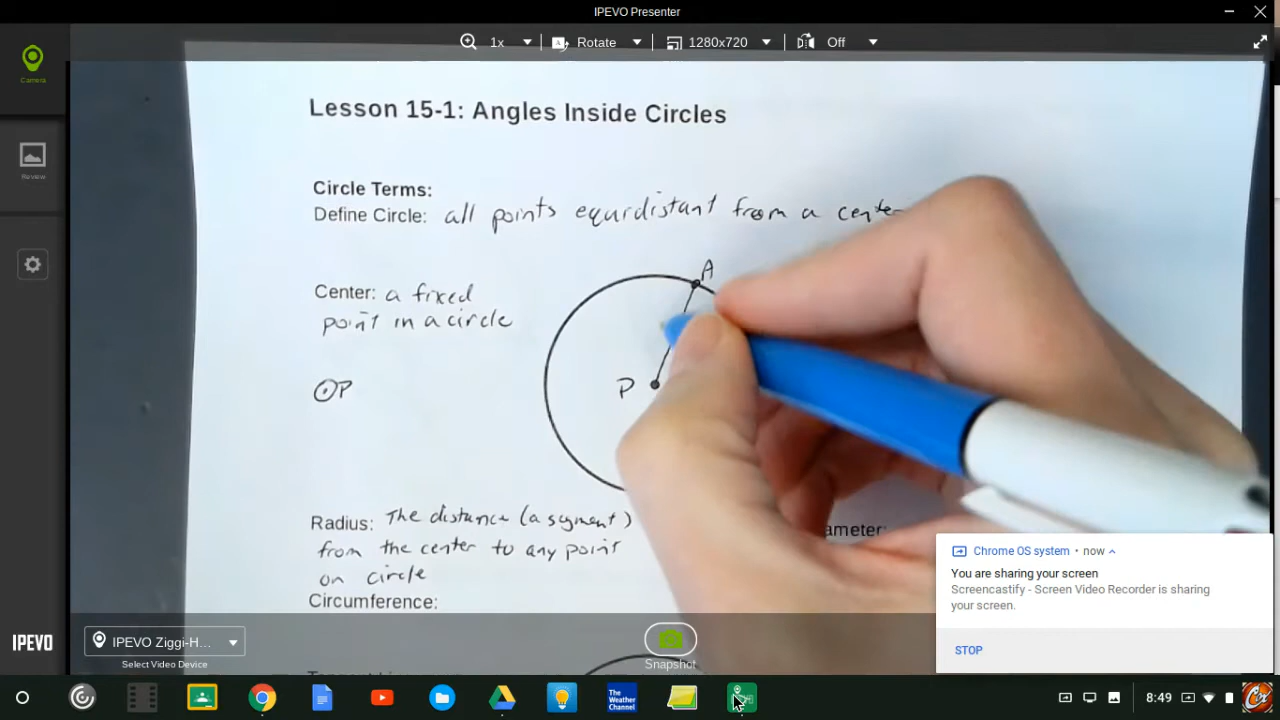 IPEVO Presenter
1x Rotate 1280x720 Off
Camera
Lesson 15-1: Angles Inside Circles
Review
Circle Terms:
Define Circle: all points equidistant from a center
A
Center: a fixed
point in a circle
P
⊙P
Radius: The distance (a segment)
from the center to any point
on circle
ameter:
Circumference:
Chrome OS system • now
You are sharing your screen
Screencastify - Screen Video Recorder is sharing
your screen.
STOP
IPEVO
IPEVO Ziggi-H...
Select Video Device
Snapshot
The
Weather
Channel
8:49